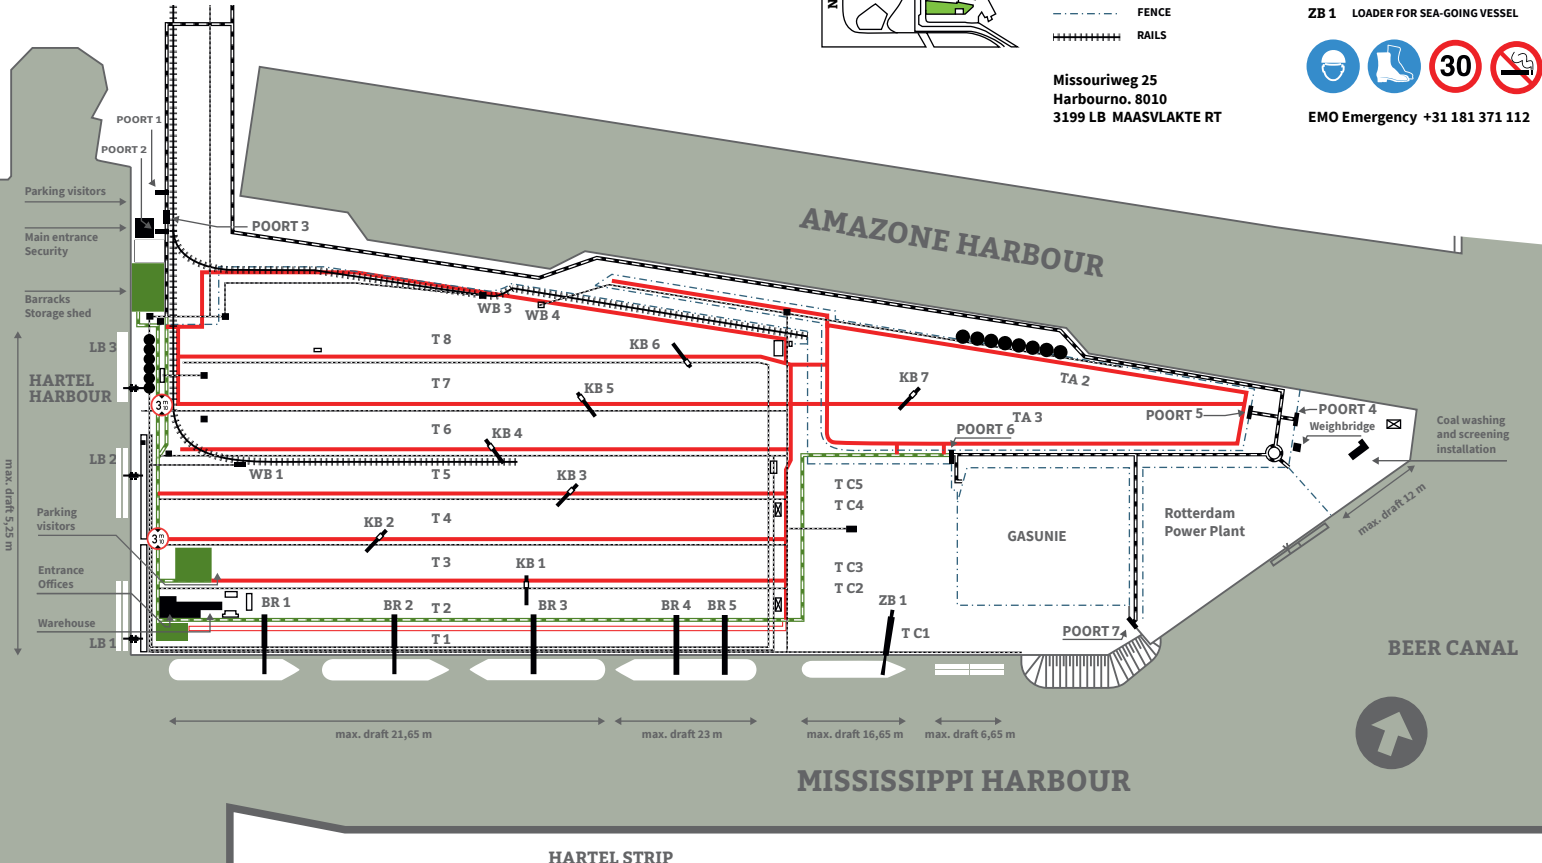 N
FENCE
RAILS
ZB 1 LOADER FOR SEA-GOING VESSEL
30
Missouriweg 25
Harbourno. 8010
3199 LB MAASVLAKTE RT
EMO Emergency +31 181 371 112
POORT 1
POORT 2
Parking visitors
Main entrance
Security
Barracks
Storage shed
POORT 3
AMAZONE HARBOUR
WB 3
WB 4
LB 3
HARTEL
HARBOUR
T 8
KB 6
T 7
KB 5
KB 7
TA 2
TA 3
POORT 5
POORT 4
Weighbridge
POORT 6
Coal washing
and screening
installation
T 6
KB 4
LB 2
WB 1
T 5
KB 3
max. draft 5,25 m
max. draft 12 m
T C5
T C4
T 4
KB 2
Parking
visitors
GASUNIE
Rotterdam
Power Plant
T 3
KB 1
T C3
T C2
Entrance
Offices
BR 1
BR 2
T 2
BR 3
BR 4
BR 5
ZB 1
Warehouse
LB 1
T 1
T C1
POORT 7
BEER CANAL
max. draft 21,65 m
max. draft 23 m
max. draft 16,65 m
max. draft 6,65 m
MISSISSIPPI HARBOUR
HARTEL STRIP